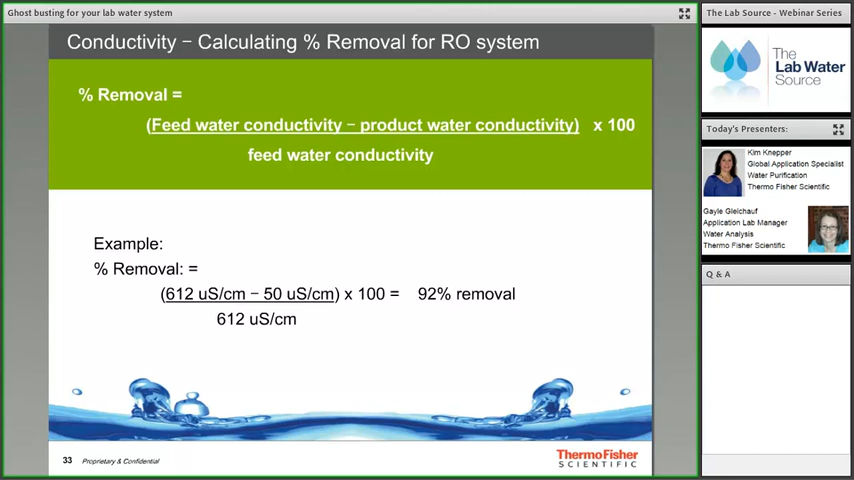 Ghost busting for your lab water system
Conductivity – Calculating % Removal for RO system
% Removal =
(Feed water conductivity – product water conductivity) x 100
feed water conductivity
Example:
% Removal: =
(612 uS/cm – 50 uS/cm) x 100 = 92% removal
612 uS/cm
33 Proprietary & Confidential
ThermoFisher
SCIENTIFIC
The Lab Source - Webinar Series
The
Lab Water
Source
Today's Presenters:
Kim Knepper
Global Application Specialist
Water Purification
Thermo Fisher Scientific
Gayle Gleichauf
Application Lab Manager
Water Analysis
Thermo Fisher Scientific
Q & A